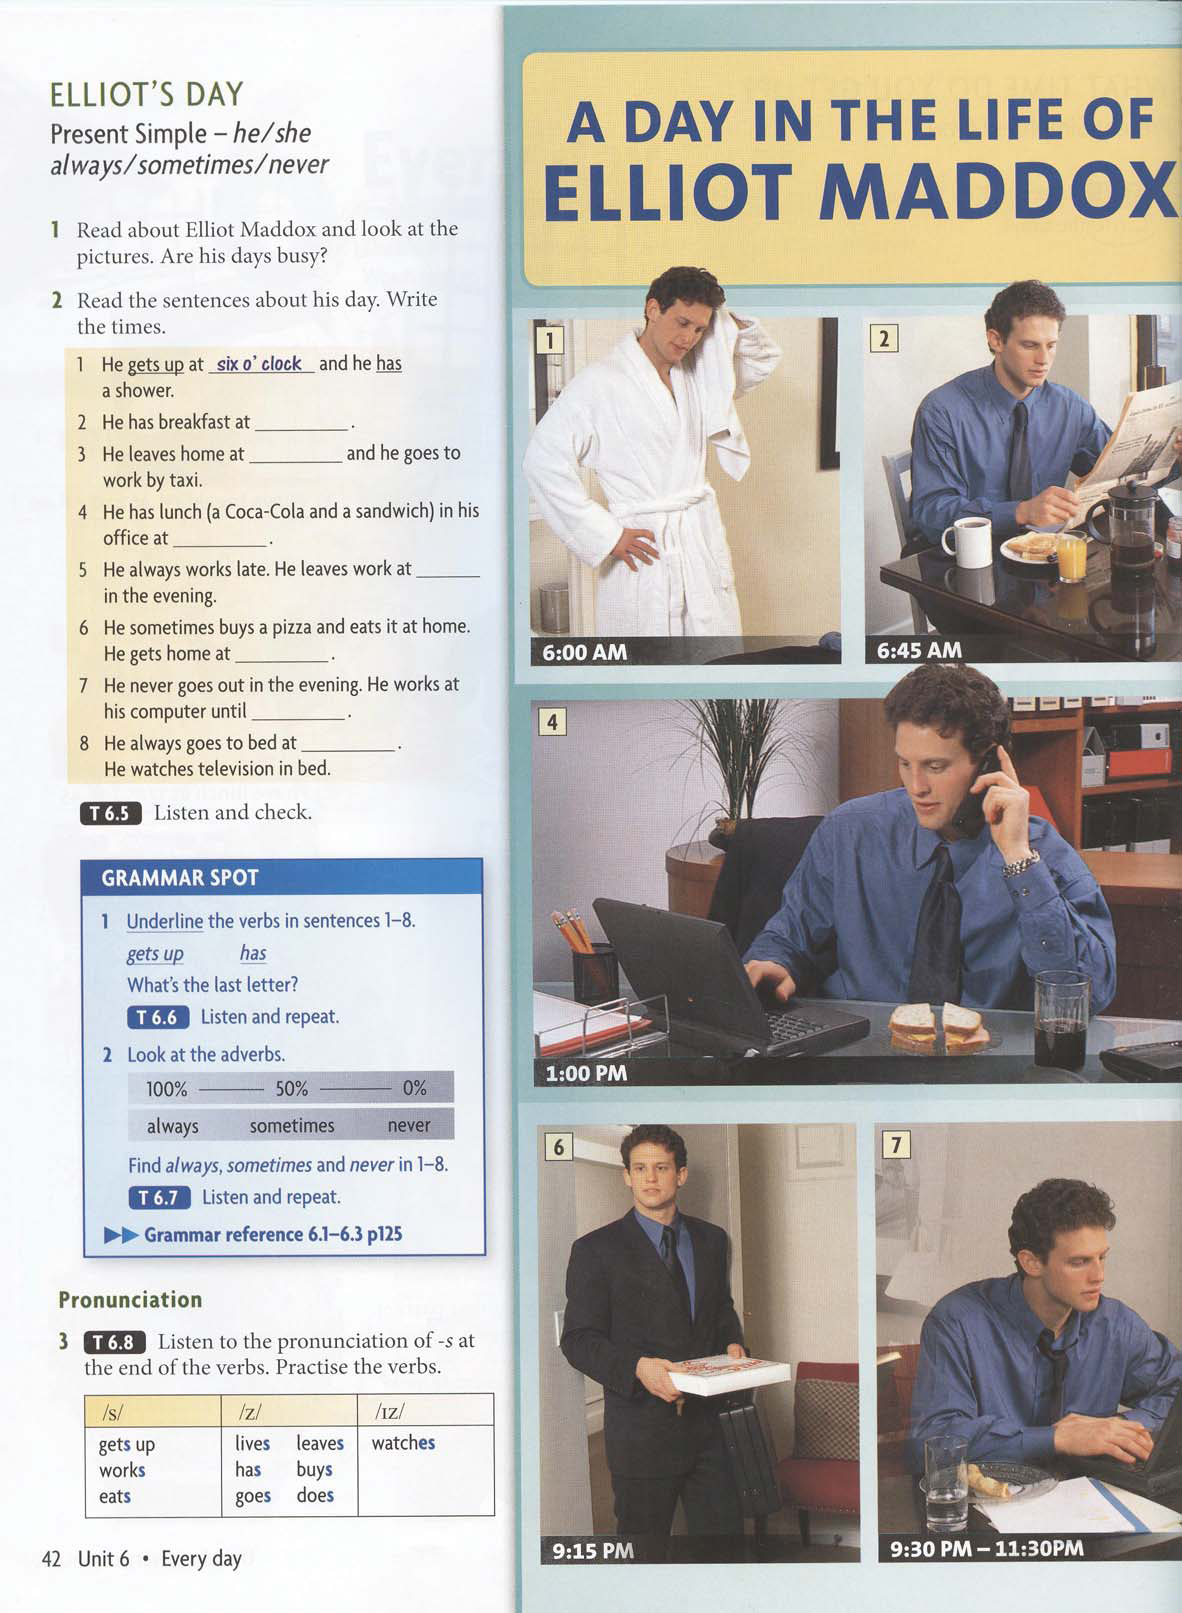 ELLIOT'S DAY
Present Simple – he/she
always/sometimes/never
1 Read about Elliot Maddox and look at the
pictures. Are his days busy?
2 Read the sentences about his day. Write
the times.
1 He gets up at six o'clock and he has
a shower.
2 He has breakfast at __________ .
3 He leaves home at __________ and he goes to
work by taxi.
4 He has lunch (a Coca-Cola and a sandwich) in his
office at __________ .
5 He always works late. He leaves work at _______
in the evening.
6 He sometimes buys a pizza and eats it at home.
He gets home at __________ .
7 He never goes out in the evening. He works at
his computer until __________ .
8 He always goes to bed at __________ .
He watches television in bed.
T 6.5 Listen and check.
GRAMMAR SPOT
1 Underline the verbs in sentences 1–8.
gets up has
What's the last letter?
T 6.6 Listen and repeat.
2 Look at the adverbs.
100% ——— 50% ——— 0%
always sometimes never
Find always, sometimes and never in 1–8.
T 6.7 Listen and repeat.
▶▶ Grammar reference 6.1–6.3 p125
Pronunciation
3 T 6.8 Listen to the pronunciation of -s at
the end of the verbs. Practise the verbs.
/s/ /z/ /ɪz/
gets up lives leaves watches
works has buys
eats goes does
42 Unit 6 • Every day
A DAY IN THE LIFE OF
ELLIOT MADDOX
1
6:00 AM
2
6:45 AM
4
1:00 PM
6
9:15 PM
7
9:30 PM – 11:30PM